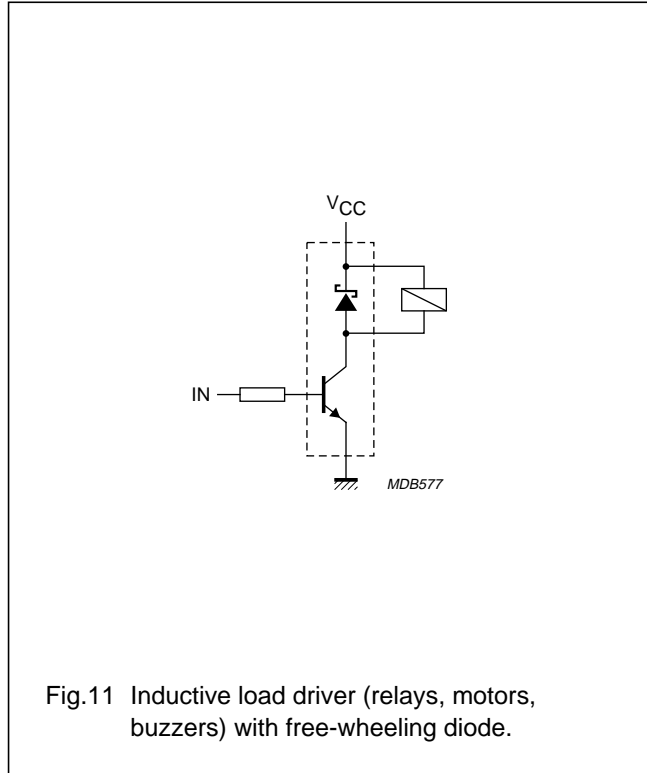 VCC
IN
MDB577
Fig.11 Inductive load driver (relays, motors,
buzzers) with free-wheeling diode.